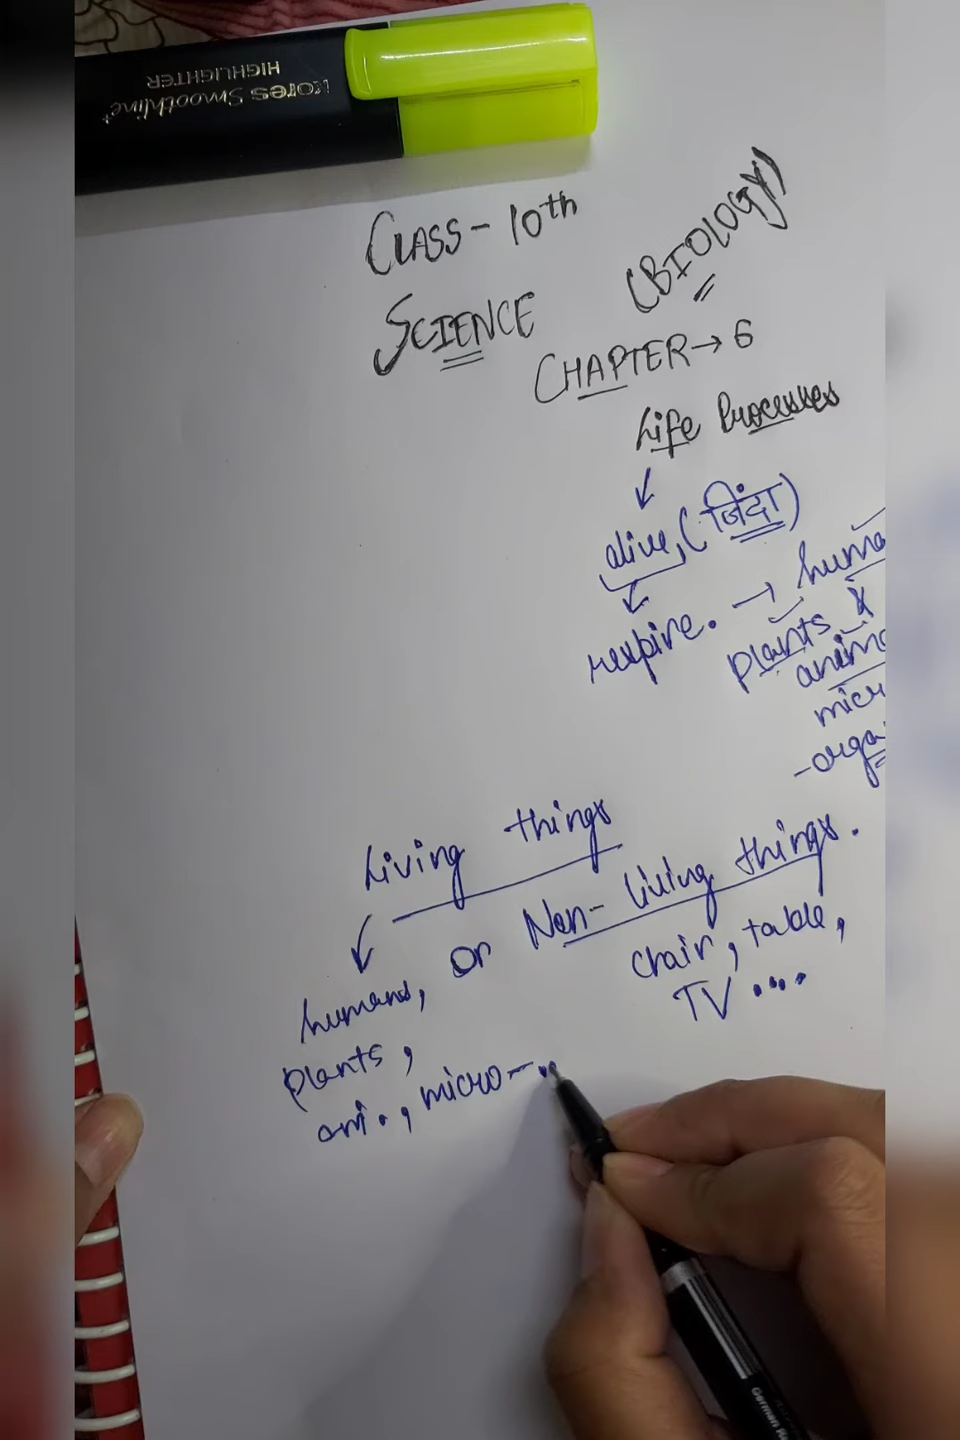 Kores Smoothline+
HIGHLIGHTER
CLASS - 10th
SCIENCE (BIOLOGY)
CHAPTER → 6
Life Processes
alive, (जिंदा)
respire. → huma
plants &
anima
micr
-orga
Living things
or Non-living things.
humans,
plants,
ani., micro-.
chair, table,
TV ....
German